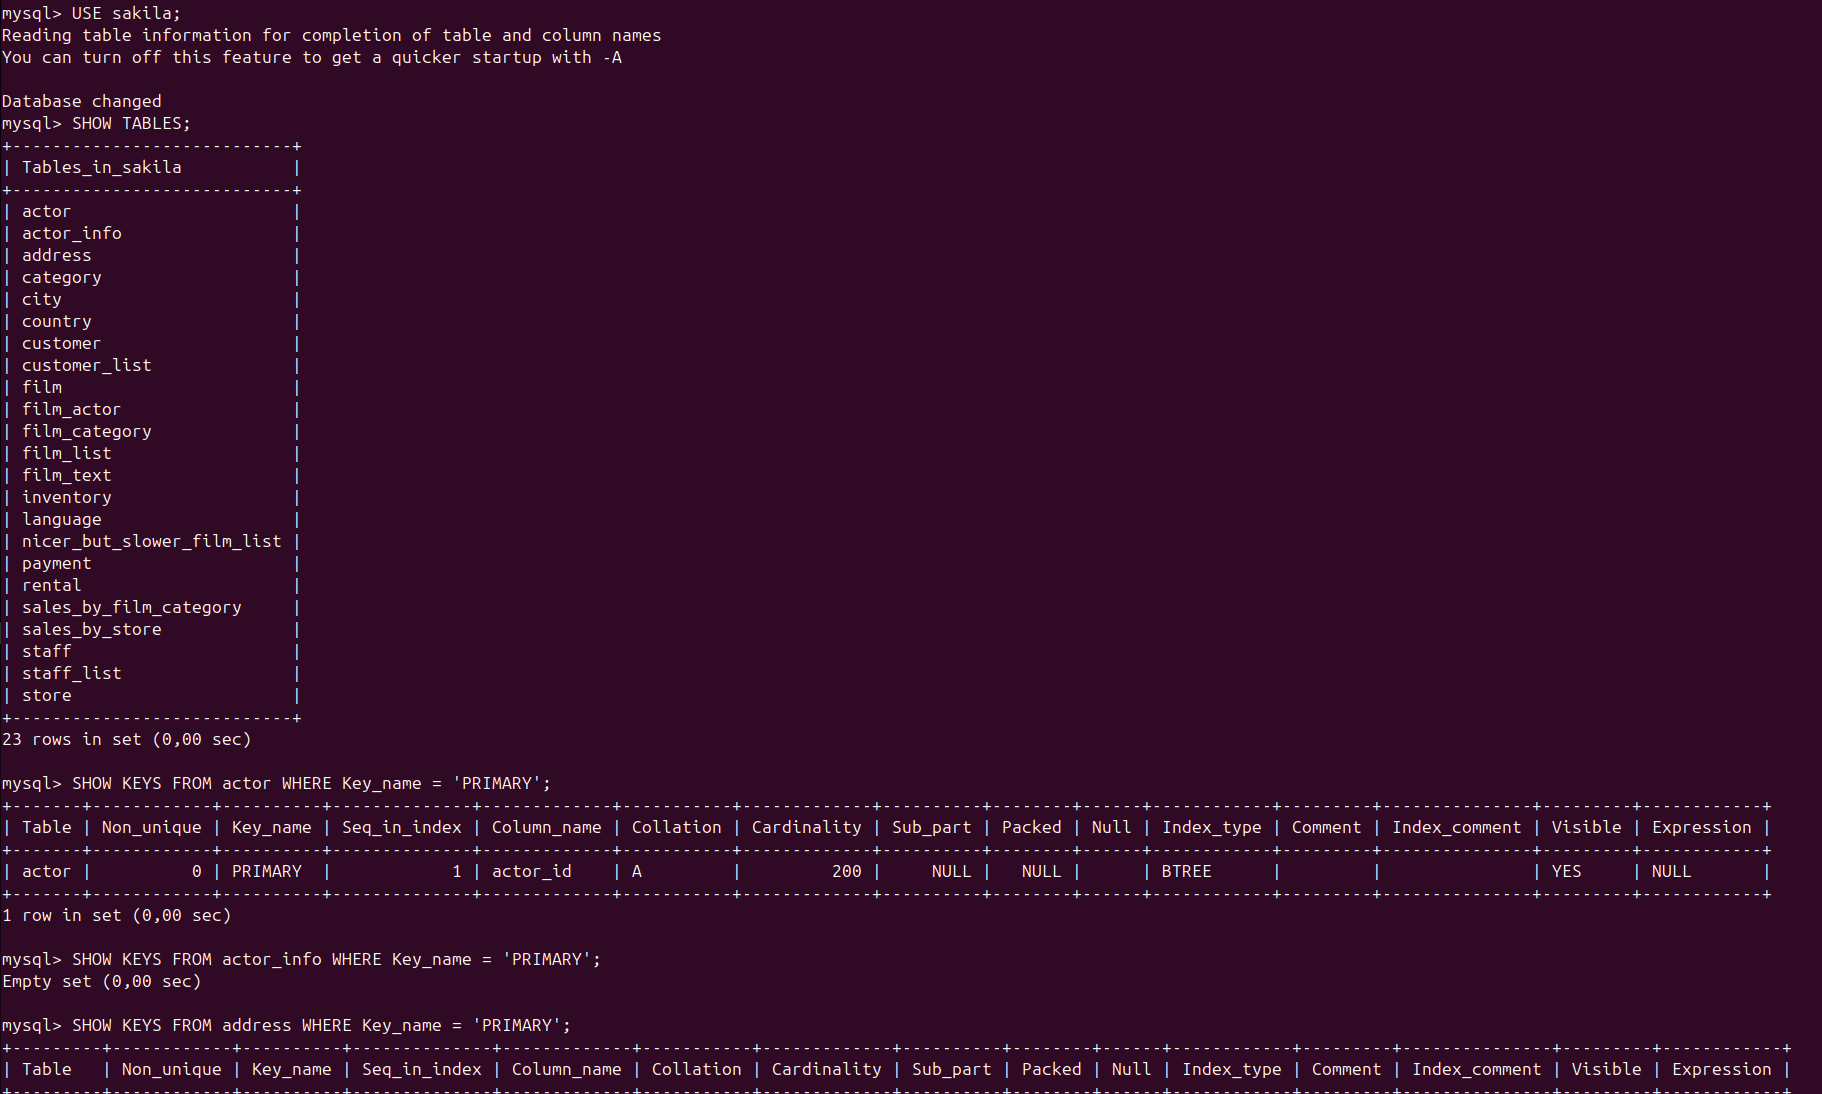 mysql> USE sakila;
Reading table information for completion of table and column names
You can turn off this feature to get a quicker startup with -A

Database changed
mysql> SHOW TABLES;
+----------------------------+
| Tables_in_sakila           |
+----------------------------+
| actor                      |
| actor_info                 |
| address                    |
| category                   |
| city                       |
| country                    |
| customer                   |
| customer_list              |
| film                       |
| film_actor                 |
| film_category              |
| film_list                  |
| film_text                  |
| inventory                  |
| language                   |
| nicer_but_slower_film_list |
| payment                    |
| rental                     |
| sales_by_film_category     |
| sales_by_store             |
| staff                      |
| staff_list                 |
| store                      |
+----------------------------+
23 rows in set (0,00 sec)

mysql> SHOW KEYS FROM actor WHERE Key_name = 'PRIMARY';
+-------+------------+----------+--------------+-------------+-----------+-------------+----------+--------+------+------------+---------+---------------+---------+------------+
| Table | Non_unique | Key_name | Seq_in_index | Column_name | Collation | Cardinality | Sub_part | Packed | Null | Index_type | Comment | Index_comment | Visible | Expression |
+-------+------------+----------+--------------+-------------+-----------+-------------+----------+--------+------+------------+---------+---------------+---------+------------+
| actor |          0 | PRIMARY  |            1 | actor_id    | A         |         200 |     NULL |   NULL |      | BTREE      |         |               | YES     | NULL       |
+-------+------------+----------+--------------+-------------+-----------+-------------+----------+--------+------+------------+---------+---------------+---------+------------+
1 row in set (0,00 sec)

mysql> SHOW KEYS FROM actor_info WHERE Key_name = 'PRIMARY';
Empty set (0,00 sec)

mysql> SHOW KEYS FROM address WHERE Key_name = 'PRIMARY';
+---------+------------+----------+--------------+-------------+-----------+-------------+----------+--------+------+------------+---------+---------------+---------+------------+
| Table   | Non_unique | Key_name | Seq_in_index | Column_name | Collation | Cardinality | Sub_part | Packed | Null | Index_type | Comment | Index_comment | Visible | Expression |
+---------+------------+----------+--------------+-------------+-----------+-------------+----------+--------+------+------------+---------+---------------+---------+------------+